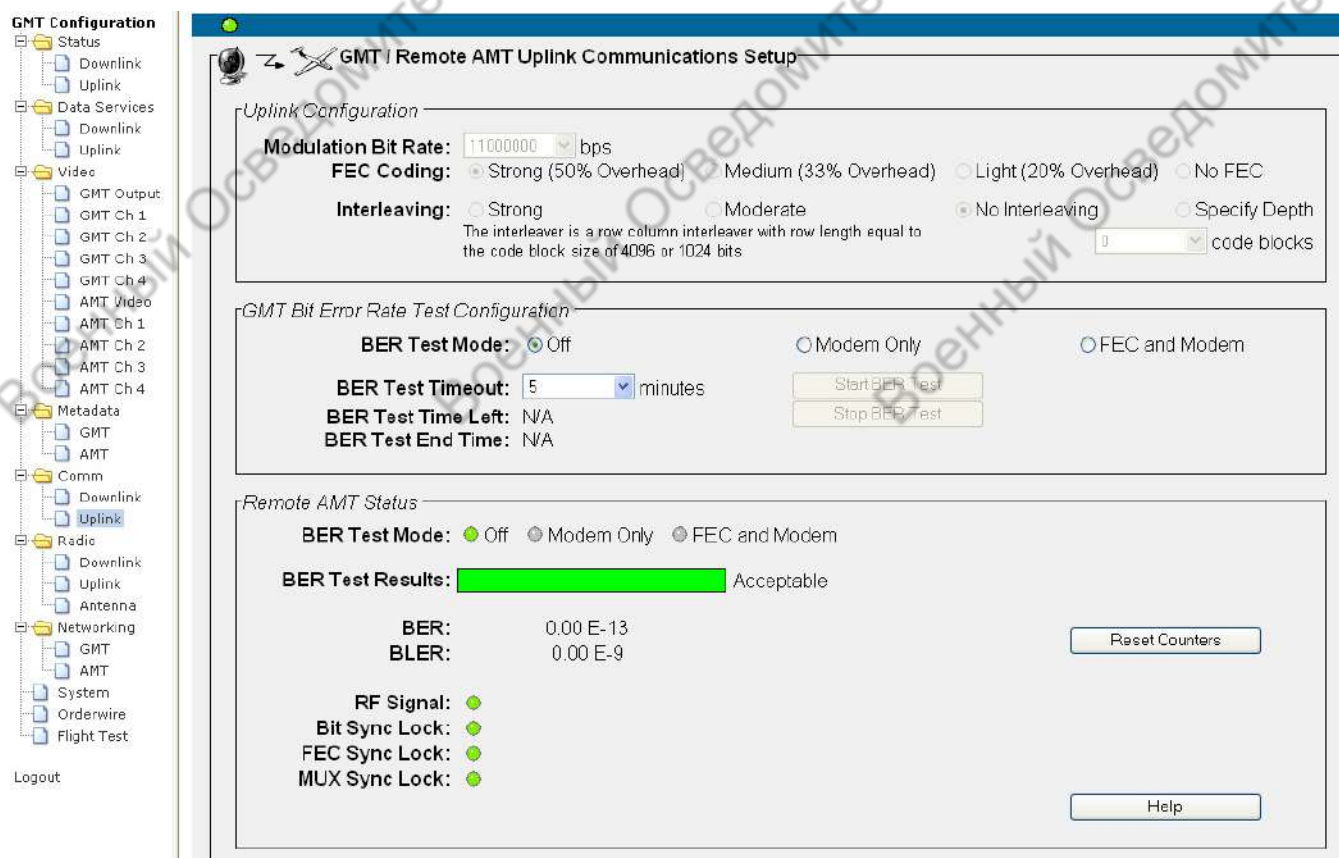 GMT Configuration
Status
Downlink
Uplink
Data Services
Downlink
Uplink
Video
GMT Output
GMT Ch 1
GMT Ch 2
GMT Ch 3
GMT Ch 4
AMT Video
AMT Ch 1
AMT Ch 2
AMT Ch 3
AMT Ch 4
Metadata
GMT
AMT
Comm
Downlink
Uplink
Radio
Downlink
Uplink
Antenna
Networking
GMT
AMT
System
Orderwire
Flight Test
Logout
GMT / Remote AMT Uplink Communications Setup
Uplink Configuration
Modulation Bit Rate: 11000000 bps
FEC Coding: Strong (50% Overhead) Medium (33% Overhead) Light (20% Overhead) No FEC
Interleaving: Strong Moderate No Interleaving Specify Depth
The interleaver is a row column interleaver with row length equal to
the code block size of 4096 or 1024 bits
0 code blocks
GMT Bit Error Rate Test Configuration
BER Test Mode: Off Modem Only FEC and Modem
BER Test Timeout: 5 minutes Start BER Test
BER Test Time Left: N/A Stop BER Test
BER Test End Time: N/A
Remote AMT Status
BER Test Mode: Off Modem Only FEC and Modem
BER Test Results: Acceptable
BER: 0.00 E-13
BLER: 0.00 E-9
Reset Counters
RF Signal:
Bit Sync Lock:
FEC Sync Lock:
MUX Sync Lock:
Help
Военный Осведомитель
Военный Осведомитель
Военный Осведомитель